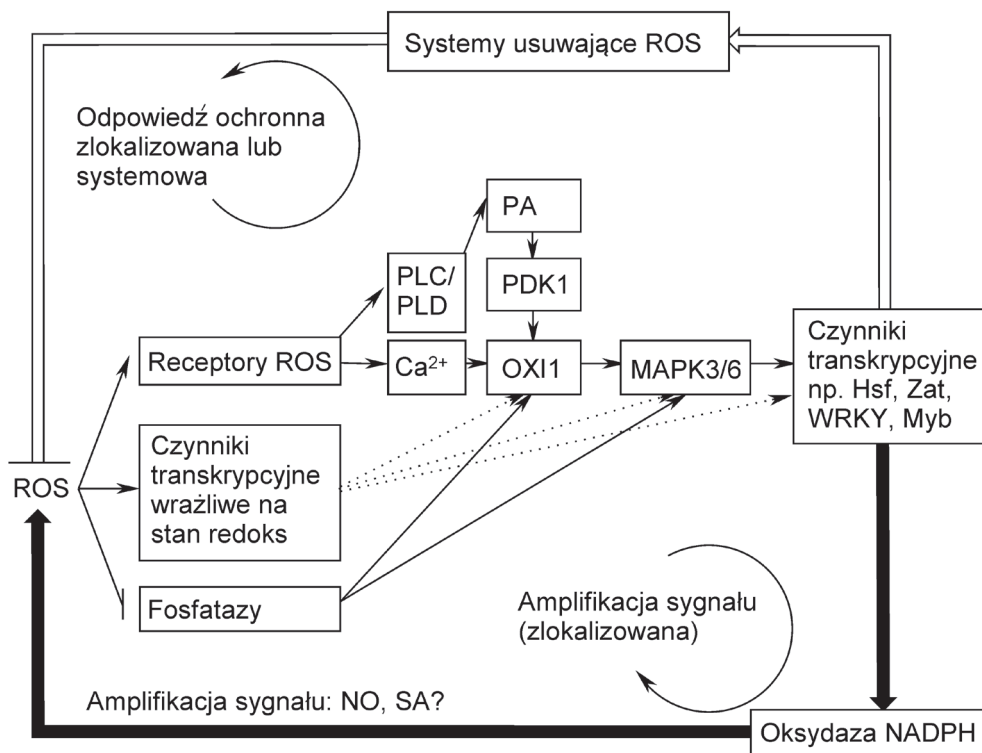 Systemy usuwające ROS
Odpowiedź ochronna
zlokalizowana lub
systemowa
PA
PLC/
PLD
PDK1
Receptory ROS
Ca²⁺
OXI1
MAPK3/6
Czynniki
transkrypcyjne
np. Hsf, Zat,
WRKY, Myb
Czynniki
transkrypcyjne
wrażliwe na
stan redoks
ROS
Fosfatazy
Amplifikacja sygnału
(zlokalizowana)
Amplifikacja sygnału: NO, SA?
Oksydaza NADPH